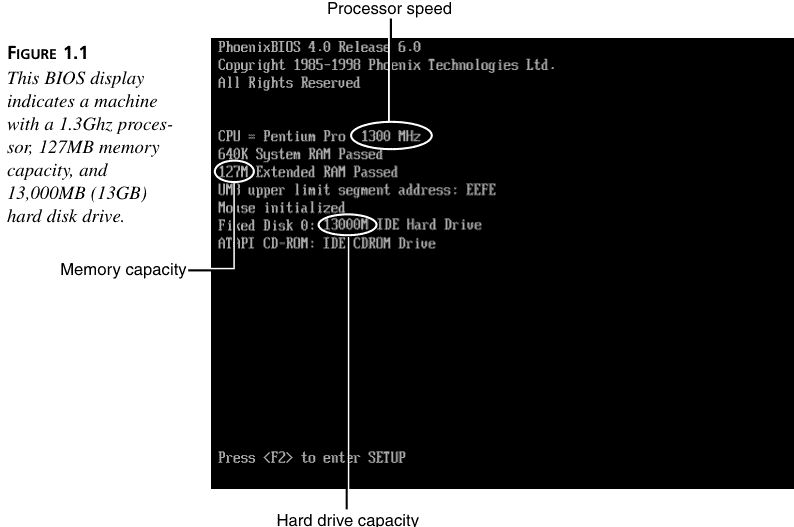 Processor speed
FIGURE 1.1
This BIOS display
indicates a machine
with a 1.3Ghz proces-
sor, 127MB memory
capacity, and
13,000MB (13GB)
hard disk drive.
PhoenixBIOS 4.0 Release 6.0
Copyright 1985-1998 Phoenix Technologies Ltd.
All Rights Reserved
CPU = Pentium Pro 1300 MHz
640K System RAM Passed
127M Extended RAM Passed
UMB upper limit segment address: EEFE
Mouse initialized
Fixed Disk 0: 13000M IDE Hard Drive
ATAPI CD-ROM: IDE CDROM Drive
Memory capacity
Press <F2> to enter SETUP
Hard drive capacity